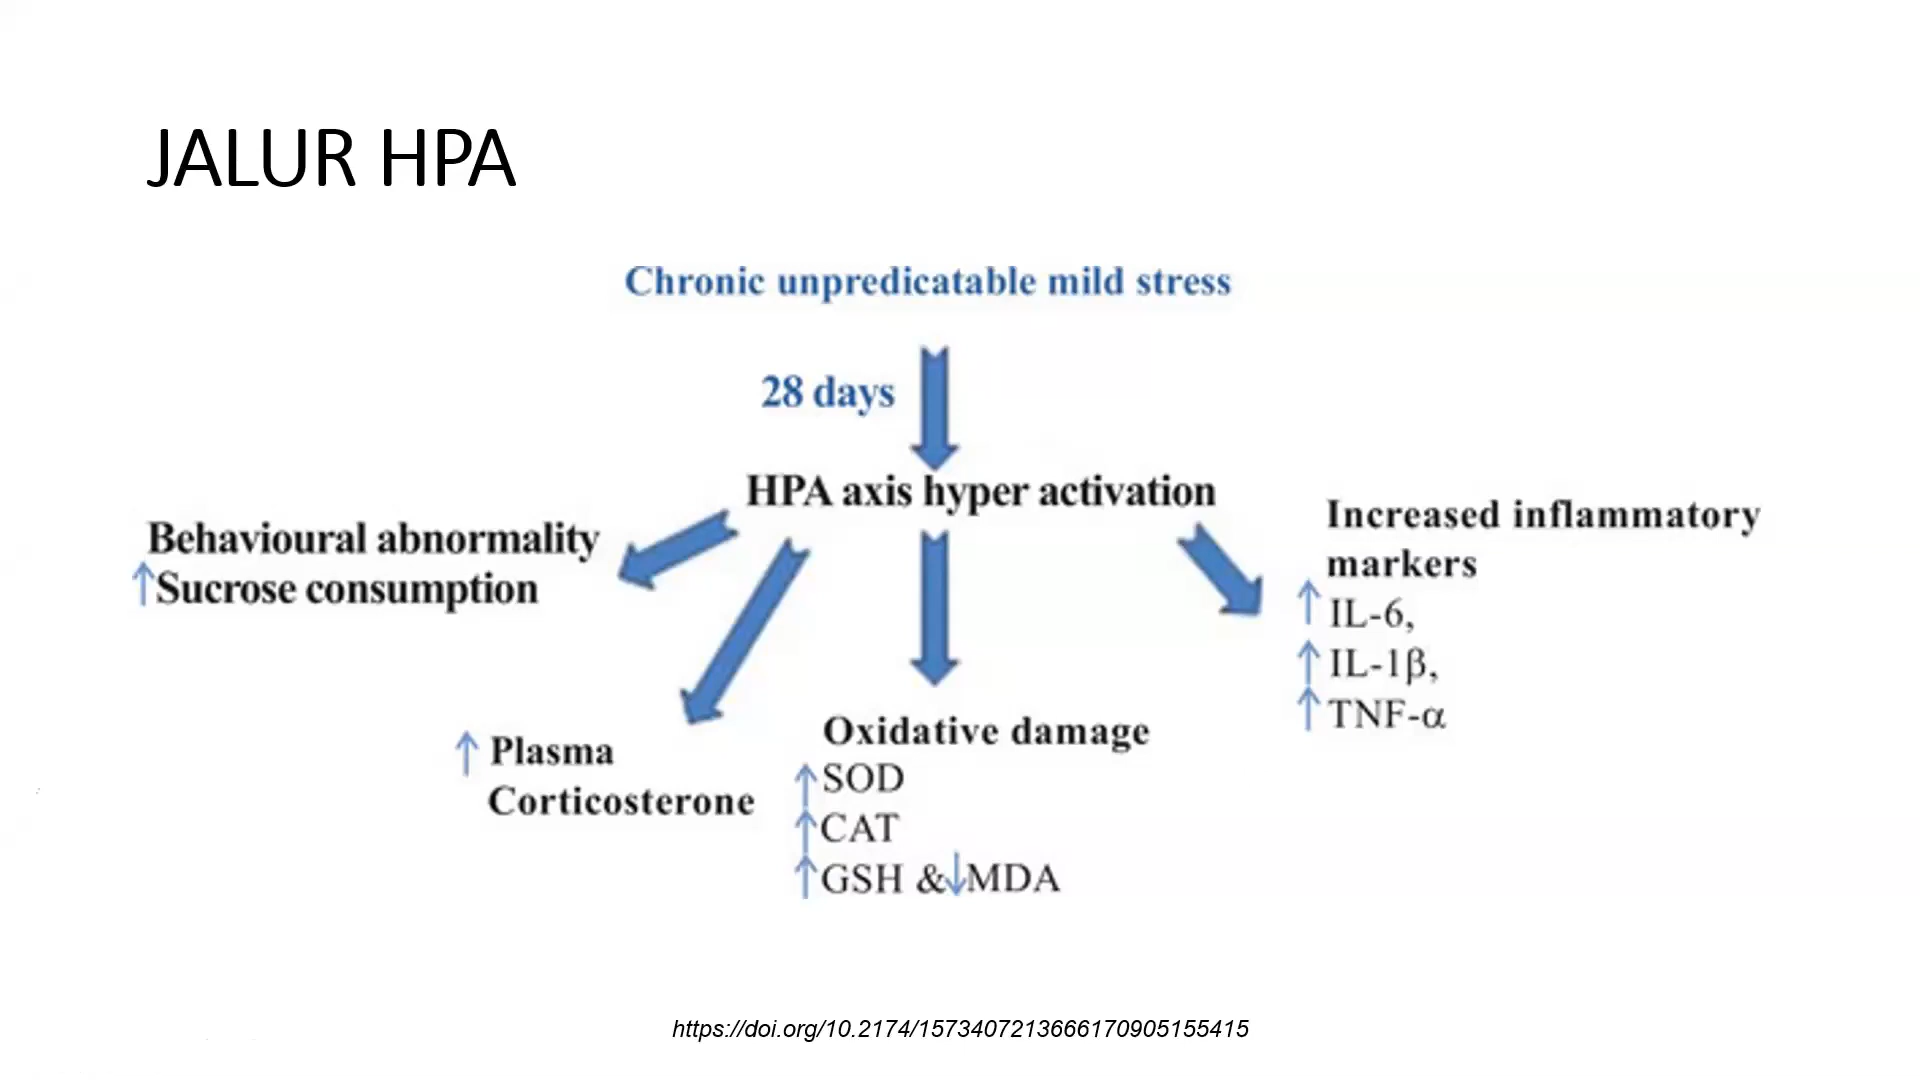 JALUR HPA
Chronic unpredicatable mild stress
28 days
HPA axis hyper activation
Behavioural abnormality
↑Sucrose consumption
↑ Plasma
Corticosterone
Oxidative damage
↑SOD
↑CAT
↑GSH &↓MDA
Increased inflammatory
markers
↑IL-6,
↑IL-1β,
↑TNF-α
https://doi.org/10.2174/1573407213666170905155415